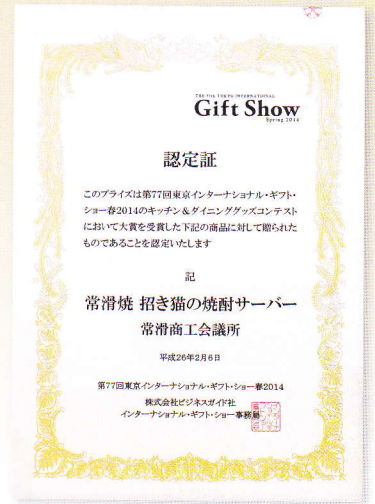 THE 77th TOKYO INTERNATIONAL
Gift Show
Spring 2014
認定証
このプライズは第77回東京インターナショナル・ギフト・
ショー春2014のキッチン&ダイニンググッズコンテスト
において大賞を受賞した下記の商品に対して贈られた
ものであることを認定いたします
記
常滑焼 招き猫の焼酎サーバー
常滑商工会議所
平成26年2月6日
第77回東京インターナショナル・ギフト・ショー春2014
株式会社ビジネスガイド社
インターナショナル・ギフト・ショー事務局